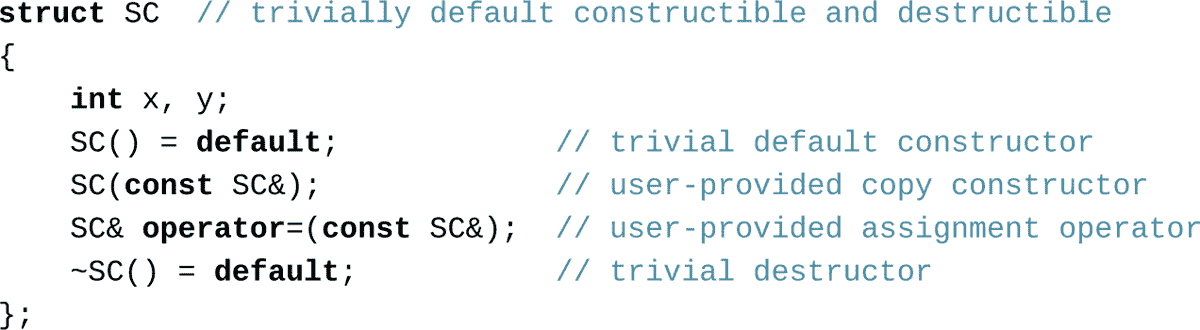 struct SC  // trivially default constructible and destructible
{
    int x, y;
    SC() = default;            // trivial default constructor
    SC(const SC&);             // user-provided copy constructor
    SC& operator=(const SC&);  // user-provided assignment operator
    ~SC() = default;           // trivial destructor
};